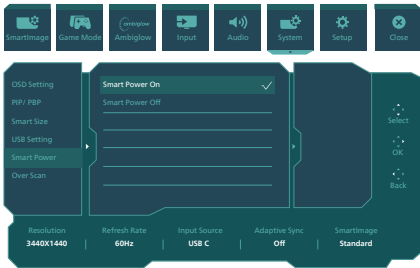 ambiglow
SmartImage Game Mode Ambiglow Input Audio System Setup Close
OSD Setting
PIP/ PBP
Smart Size
USB Setting
Smart Power
Over Scan
Smart Power On
Smart Power Off
Select
OK
Back
Resolution Refresh Rate Input Source Adaptive Sync SmartImage
3440X1440 60Hz USB C Off Standard